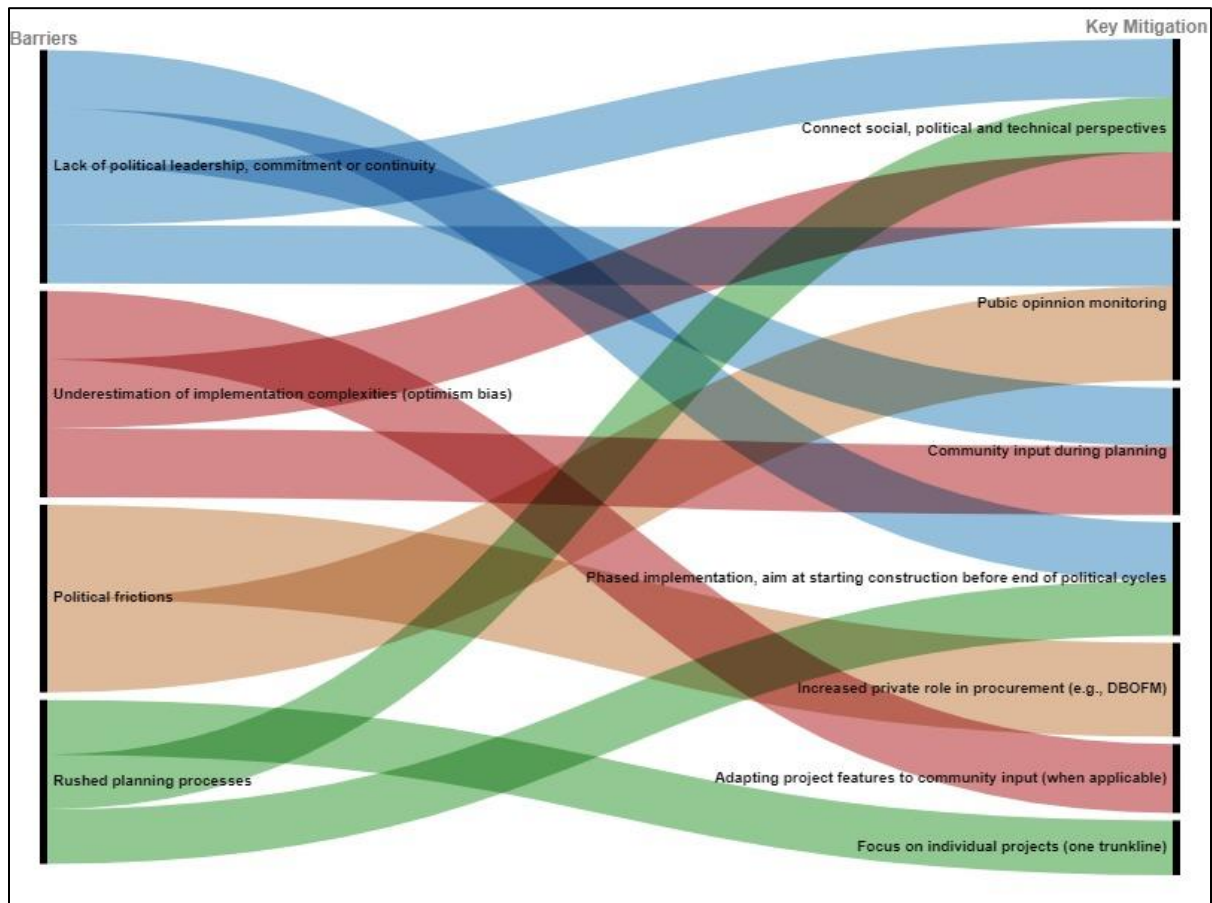 Barriers
Key Mitigation
Lack of political leadership, commitment or continuity
Underestimation of implementation complexities (optimism bias)
Political frictions
Rushed planning processes
Connect social, political and technical perspectives
Pubic opinnion monitoring
Community input during planning
Phased implementation, aim at starting construction before end of political cycles
Increased private role in procurement (e.g., DBOFM)
Adapting project features to community input (when applicable)
Focus on individual projects (one trunkline)